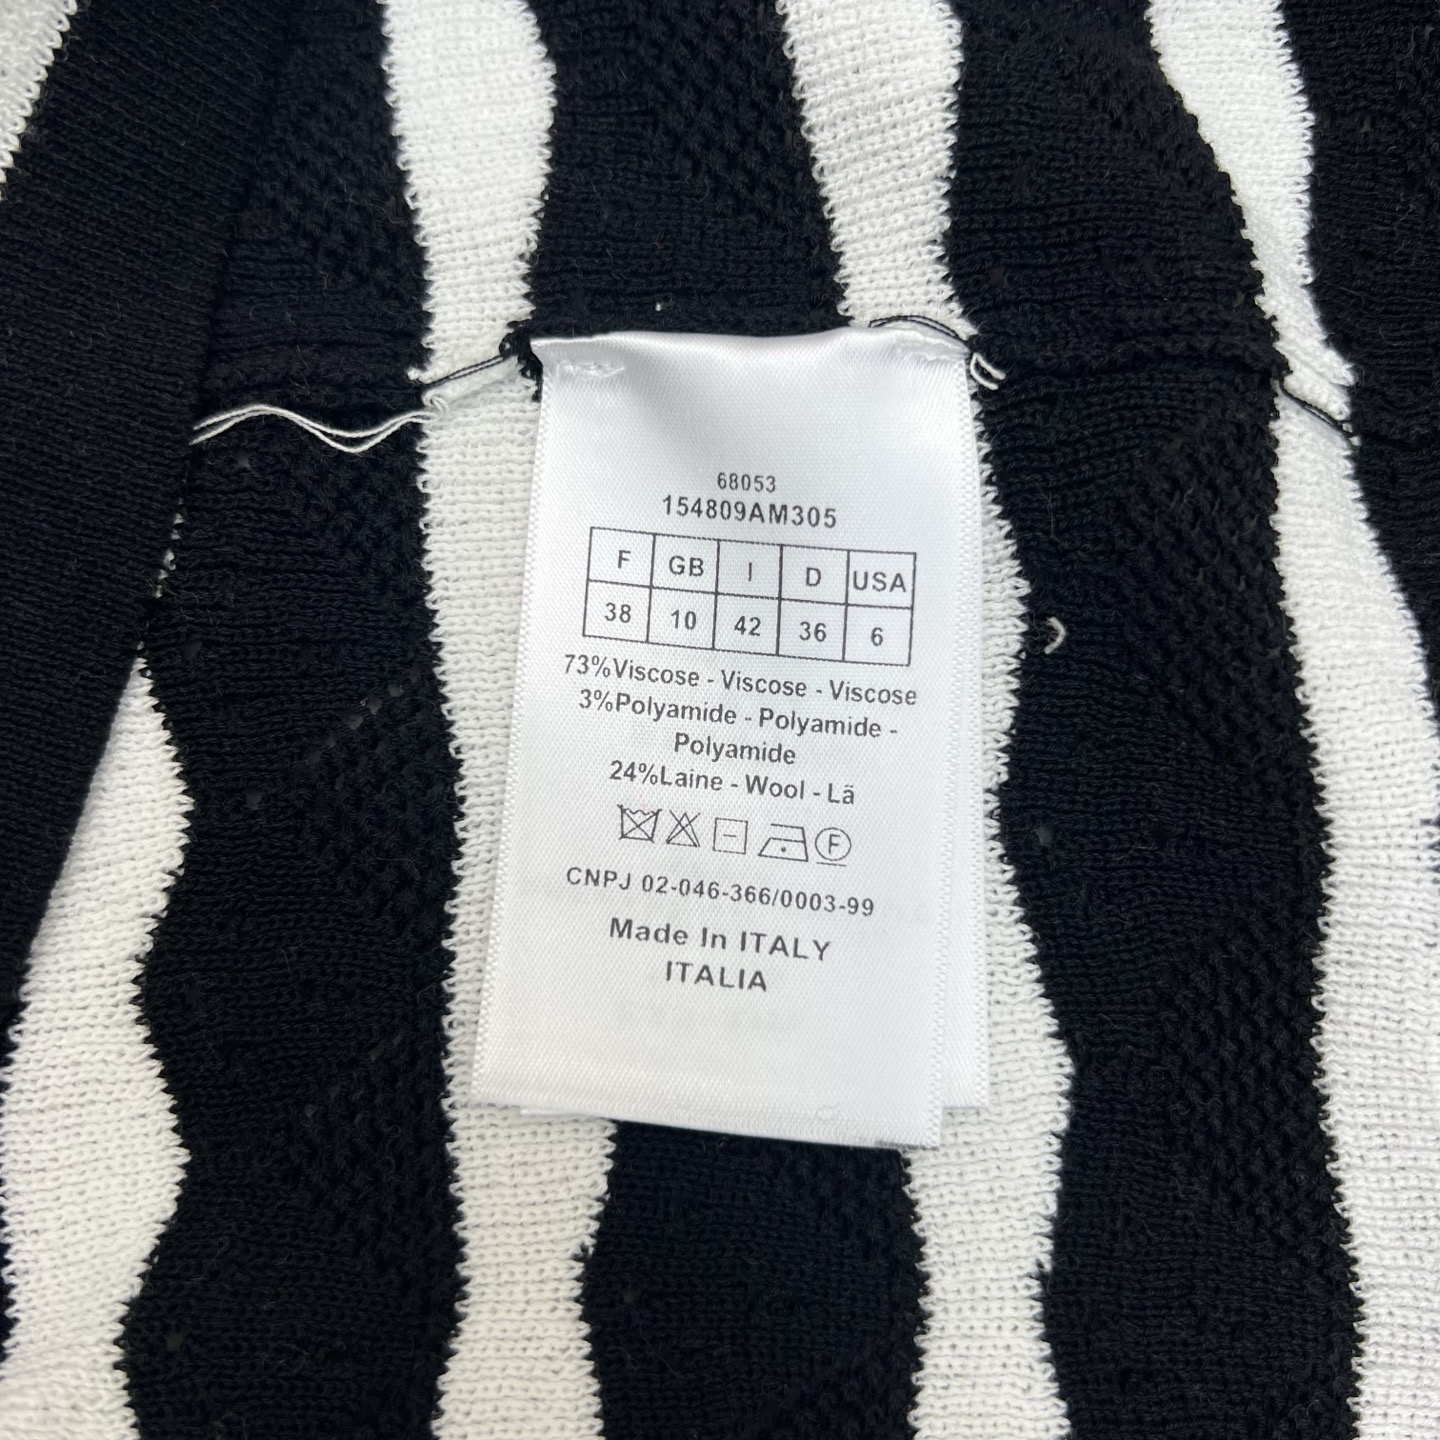 68053
154809AM305
F GB I D USA
38 10 42 36 6
73%Viscose - Viscose - Viscose
3%Polyamide - Polyamide -
Polyamide
24%Laine - Wool - Lä
F
CNPJ 02-046-366/0003-99
Made In ITALY
ITALIA